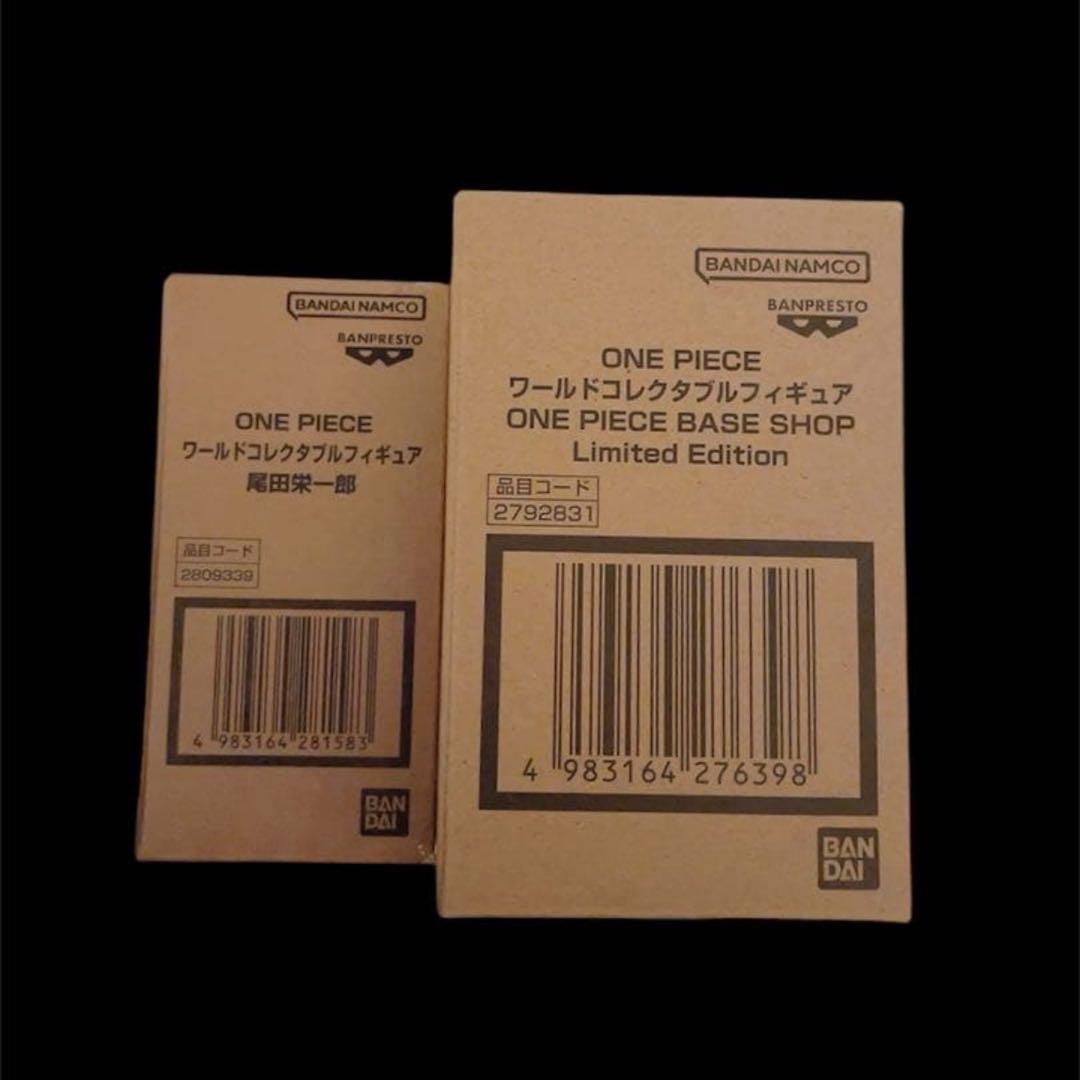 BANDAI NAMCO
BANPRESTO
ONE PIECE
ワールドコレクタブルフィギュア
尾田栄一郎
品目コード
2809339
4 983164 281583
BAN
DAI
BANDAI NAMCO
BANPRESTO
ONE PIECE
ワールドコレクタブルフィギュア
ONE PIECE BASE SHOP
Limited Edition
品目コード
2792831
4 983164 276398
BAN
DAI